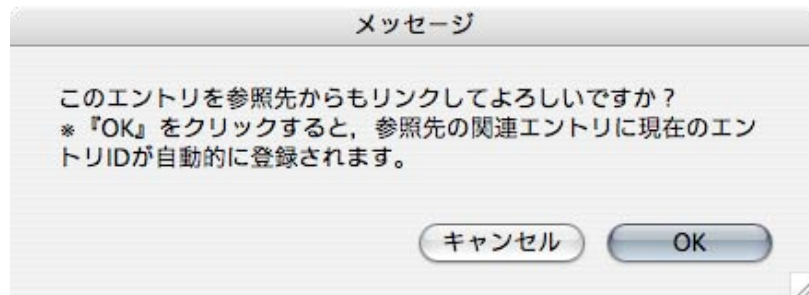 メッセージ
このエントリを参照先からもリンクしてよろしいですか？
※『OK』をクリックすると，参照先の関連エントリに現在のエン
トリIDが自動的に登録されます。
キャンセル OK